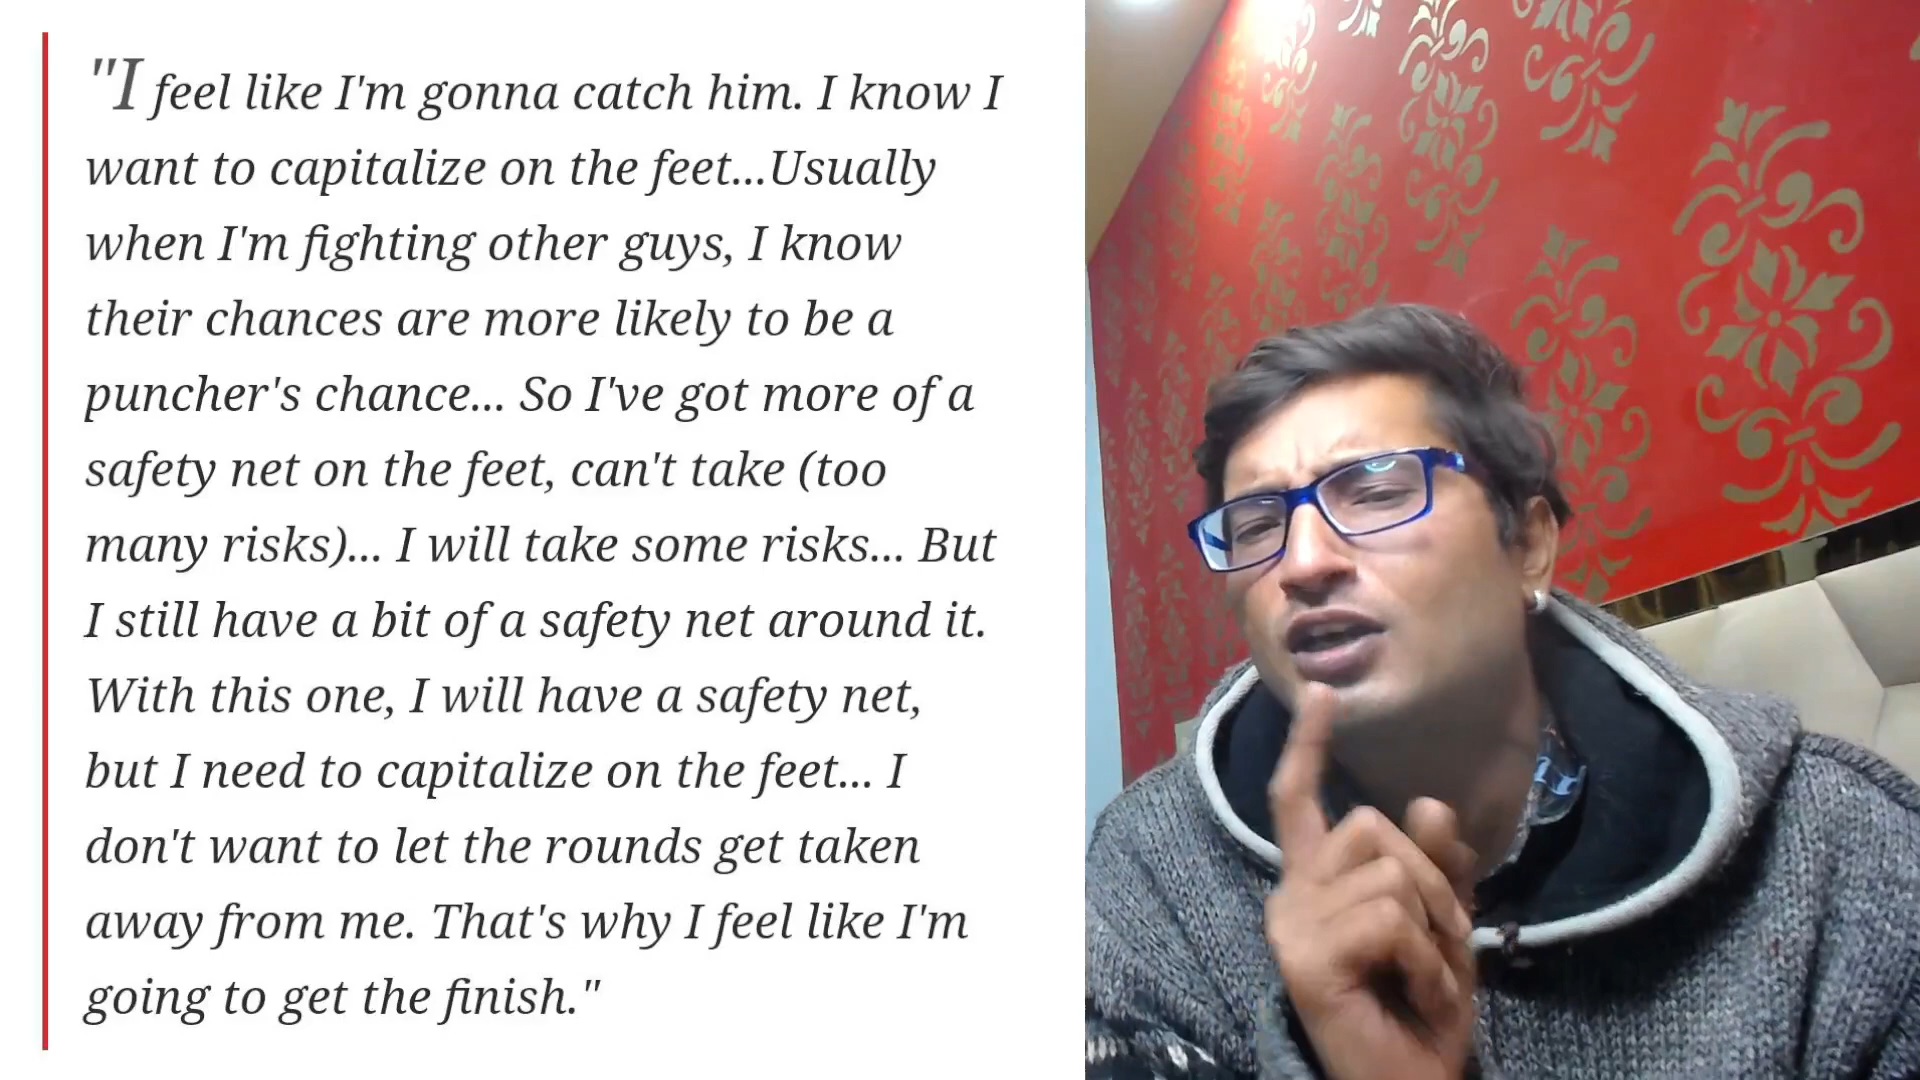 "I feel like I'm gonna catch him. I know I
want to capitalize on the feet...Usually
when I'm fighting other guys, I know
their chances are more likely to be a
puncher's chance... So I've got more of a
safety net on the feet, can't take (too
many risks)... I will take some risks... But
I still have a bit of a safety net around it.
With this one, I will have a safety net,
but I need to capitalize on the feet... I
don't want to let the rounds get taken
away from me. That's why I feel like I'm
going to get the finish."